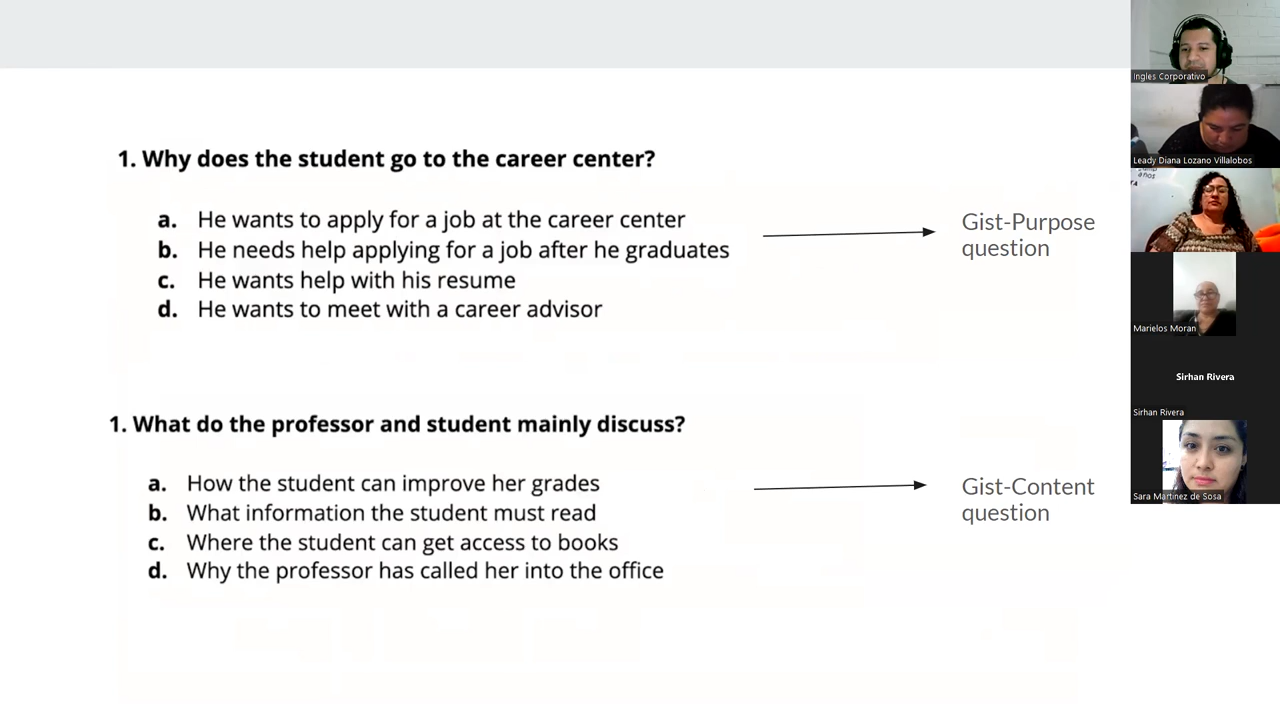 1. Why does the student go to the career center?
a. He wants to apply for a job at the career center
b. He needs help applying for a job after he graduates
c. He wants help with his resume
d. He wants to meet with a career advisor
Gist-Purpose
question
1. What do the professor and student mainly discuss?
a. How the student can improve her grades
b. What information the student must read
c. Where the student can get access to books
d. Why the professor has called her into the office
Gist-Content
question
Ingles Corporativo
Leady Diana Lozano Villalobos
años
Marielos Moran
Sirhan Rivera
Sirhan Rivera
Sara Martinez de Sosa